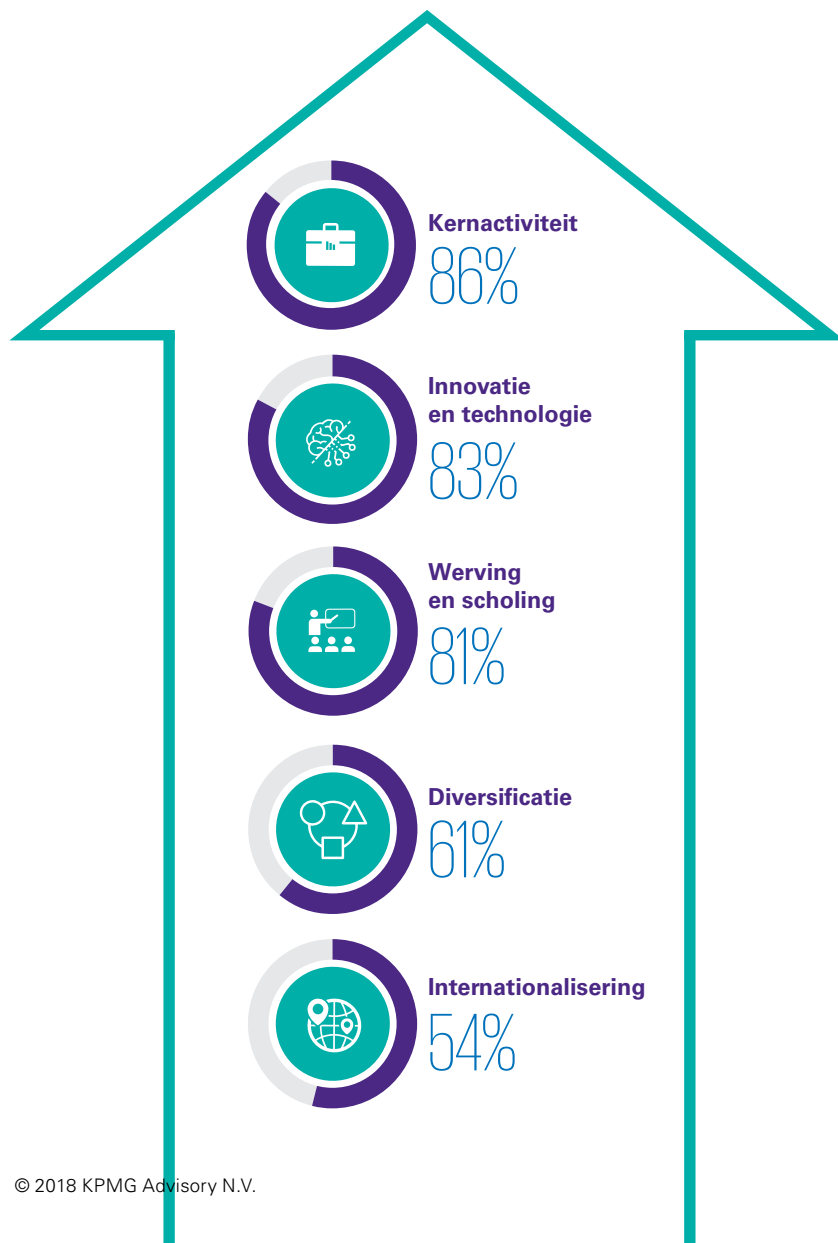 Kernactiviteit
86%
Innovatie
en technologie
83%
Werving
en scholing
81%
Diversificatie
61%
Internationalisering
54%
© 2018 KPMG Advisory N.V.